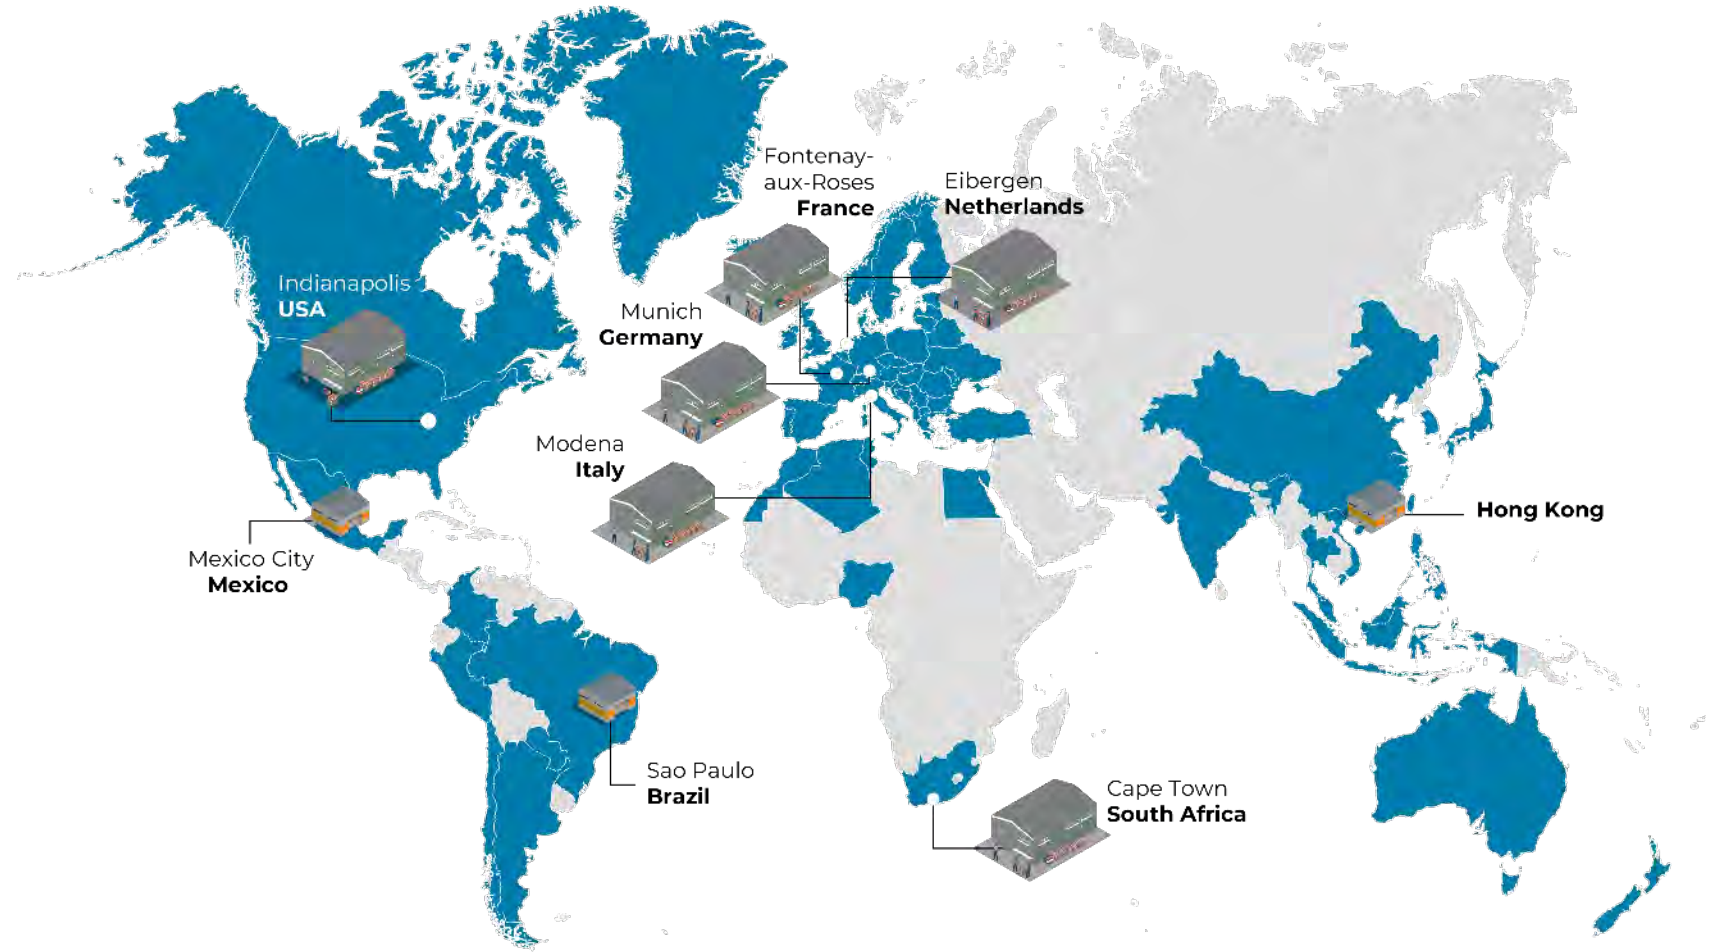 Fontenay-
aux-Roses
France
Eibergen
Netherlands
Indianapolis
USA
Munich
Germany
Modena
Italy
Hong Kong
Mexico City
Mexico
Sao Paulo
Brazil
Cape Town
South Africa